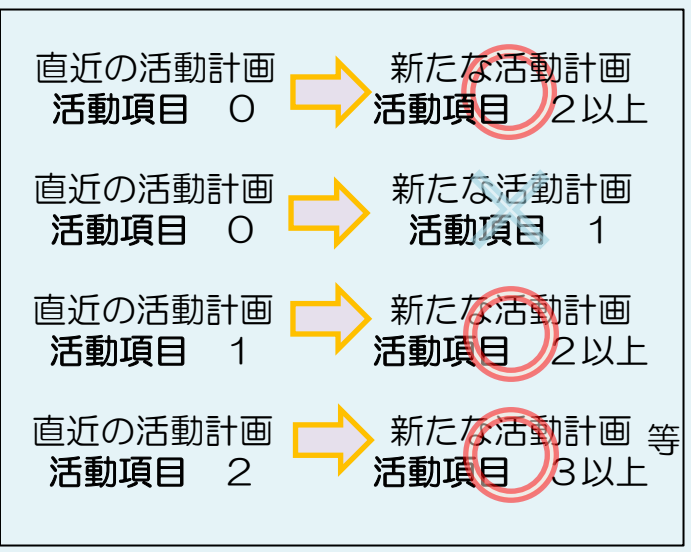 直近の活動計画　新たな活動計画
活動項目　０　活動項目　２以上
直近の活動計画　新たな活動計画
活動項目　０　活動項目　１
直近の活動計画　新たな活動計画
活動項目　１　活動項目　２以上
直近の活動計画　新たな活動計画　等
活動項目　２　活動項目　３以上